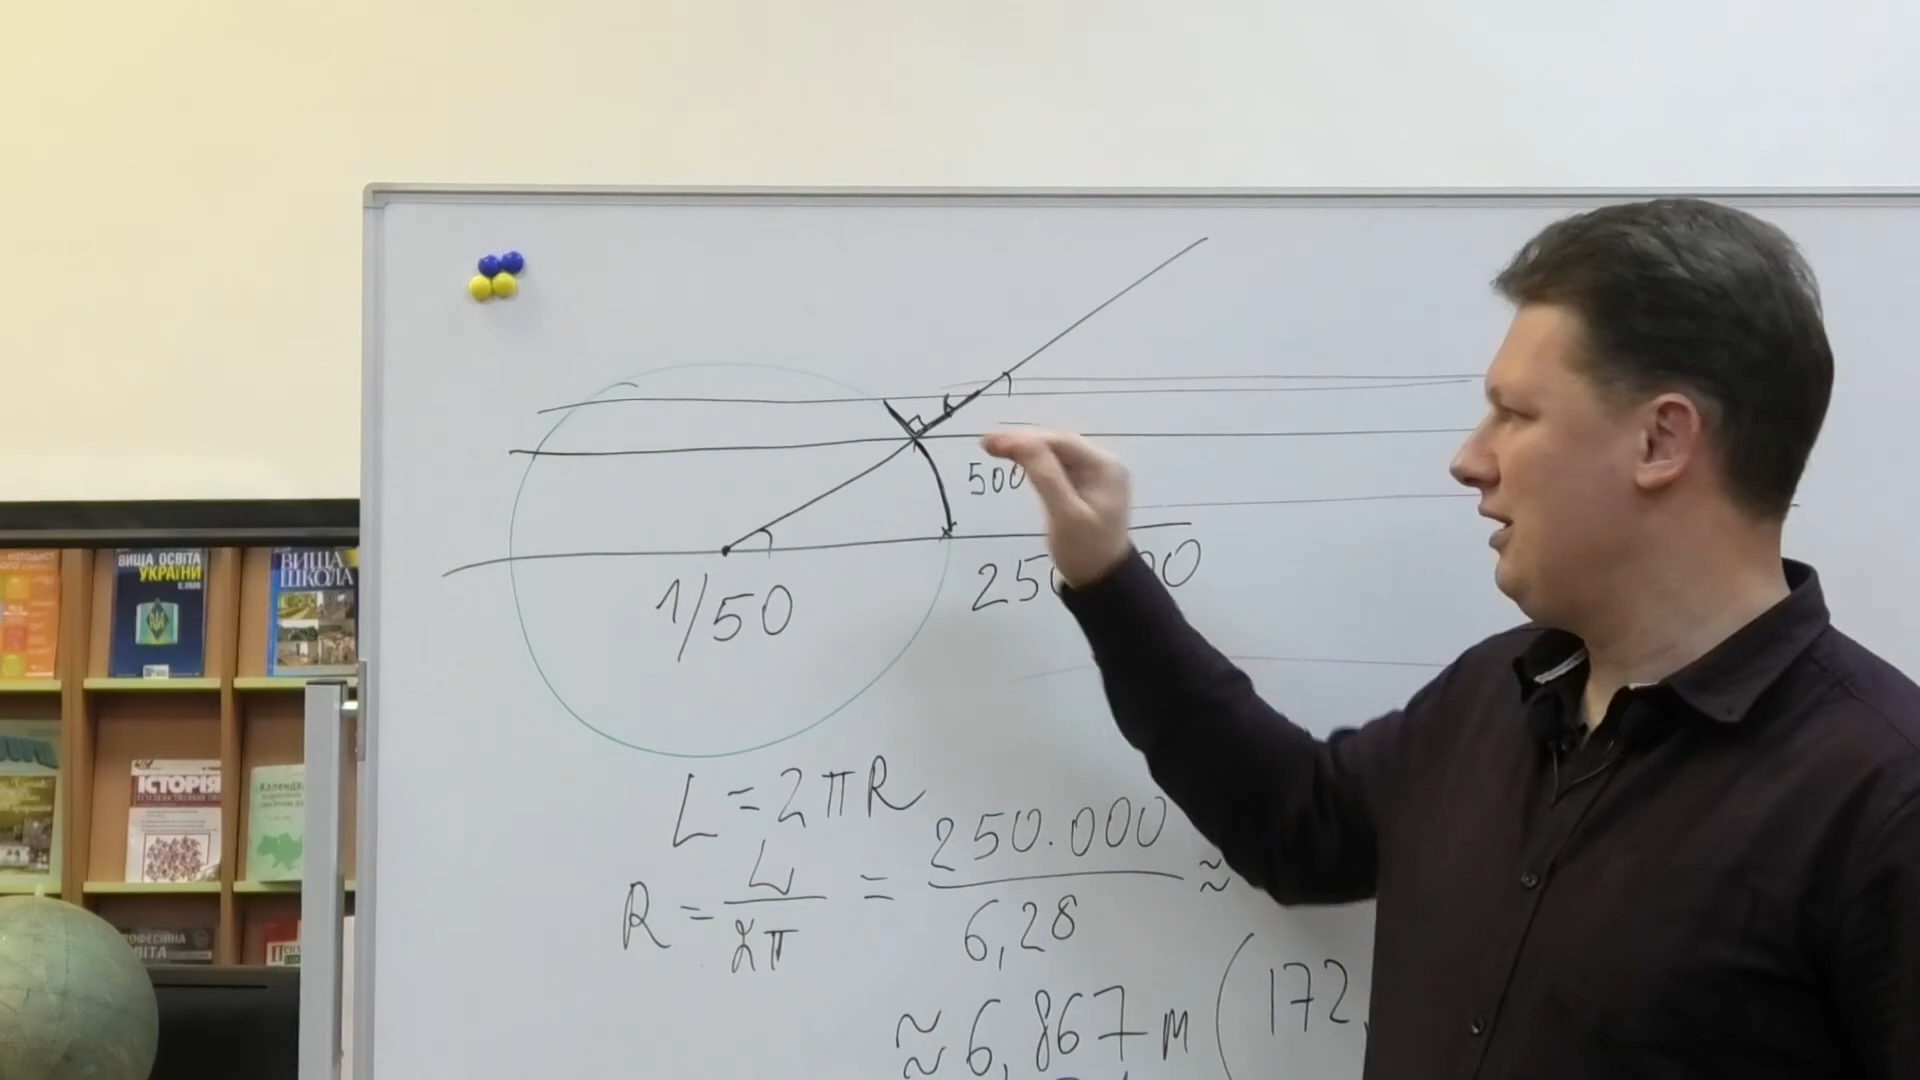 500
1/50
L = 2πR
R = L/2π = 250.000/6,28 ≈
≈ 6,867 m (172,
ВИЩА ОСВІТА
УКРАЇНИ
ВИЩА
ШКОЛА
ІСТОРІЯ